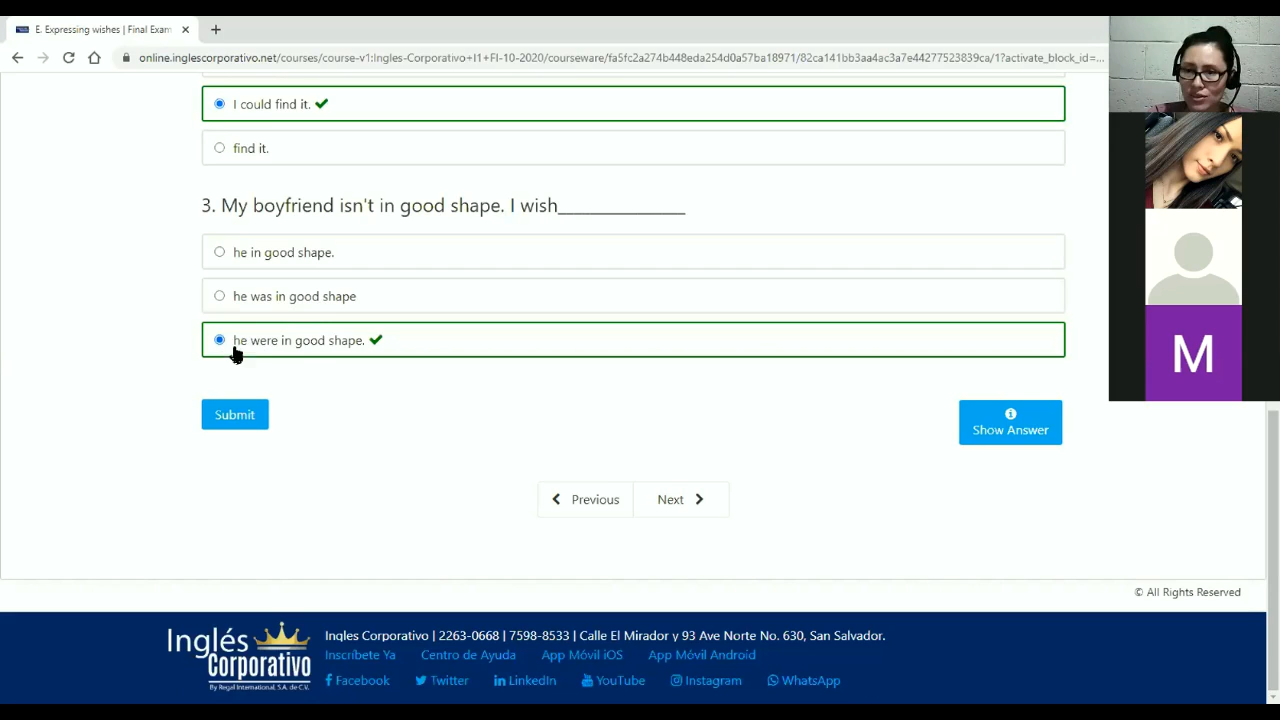 E. Expressing wishes | Final Exam
online.inglescorporativo.net/courses/course-v1:Ingles-Corporativo+I1+FI-10-2020/courseware/fa5fc2a274b448eda254d0a57ba18971/82ca141bb3aa4ac3a7e44277523839ca/1?activate_block_id=...
I could find it.
find it.
3. My boyfriend isn't in good shape. I wish_______________
he in good shape.
he was in good shape
he were in good shape.
Submit
Show Answer
Previous Next
M
© All Rights Reserved
Inglés Corporativo
By Regal International, S.A. de C.V.
Ingles Corporativo | 2263-0668 | 7598-8533 | Calle El Mirador y 93 Ave Norte No. 630, San Salvador.
Inscríbete Ya Centro de Ayuda App Móvil iOS App Móvil Android
Facebook Twitter LinkedIn YouTube Instagram WhatsApp